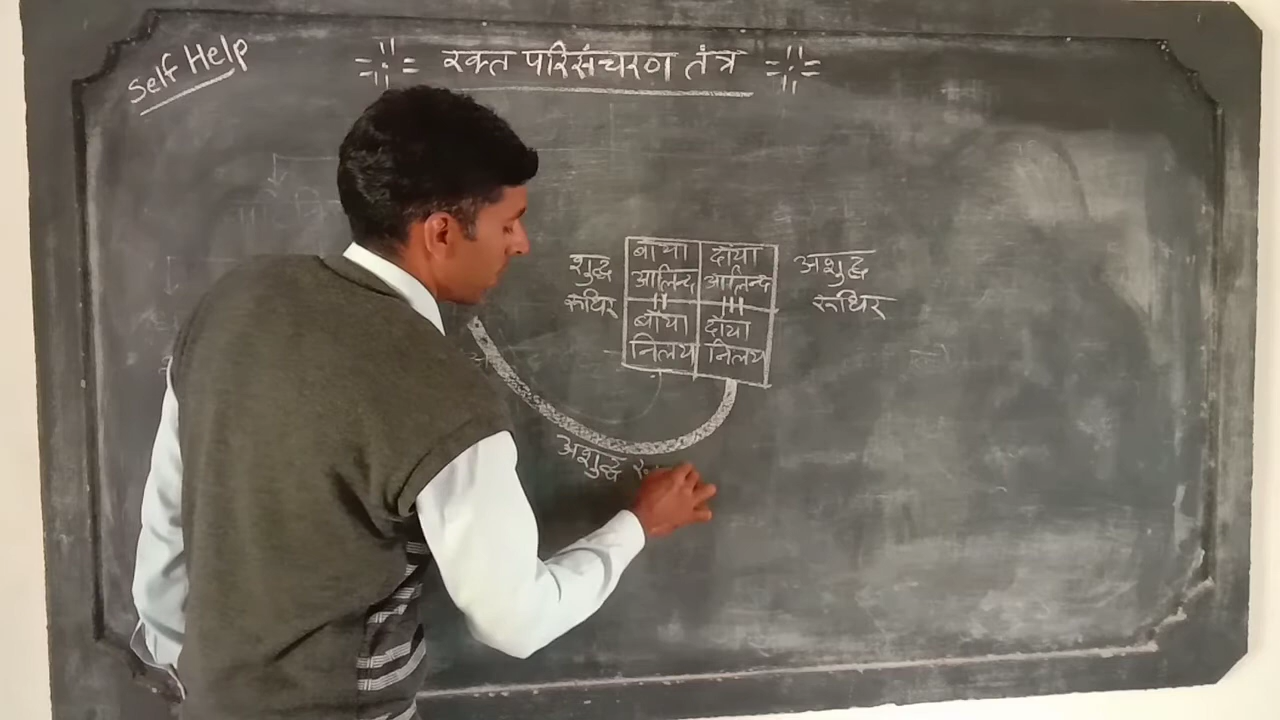 Self Help
रक्त परिसंचरण तंत्र
शुद्ध
रूधिर
बाँया
आलिन्द
दाँया
आलिन्द
बाँया
निलय
दाँया
निलय
अशुद्ध
रूधिर
अशुद्ध